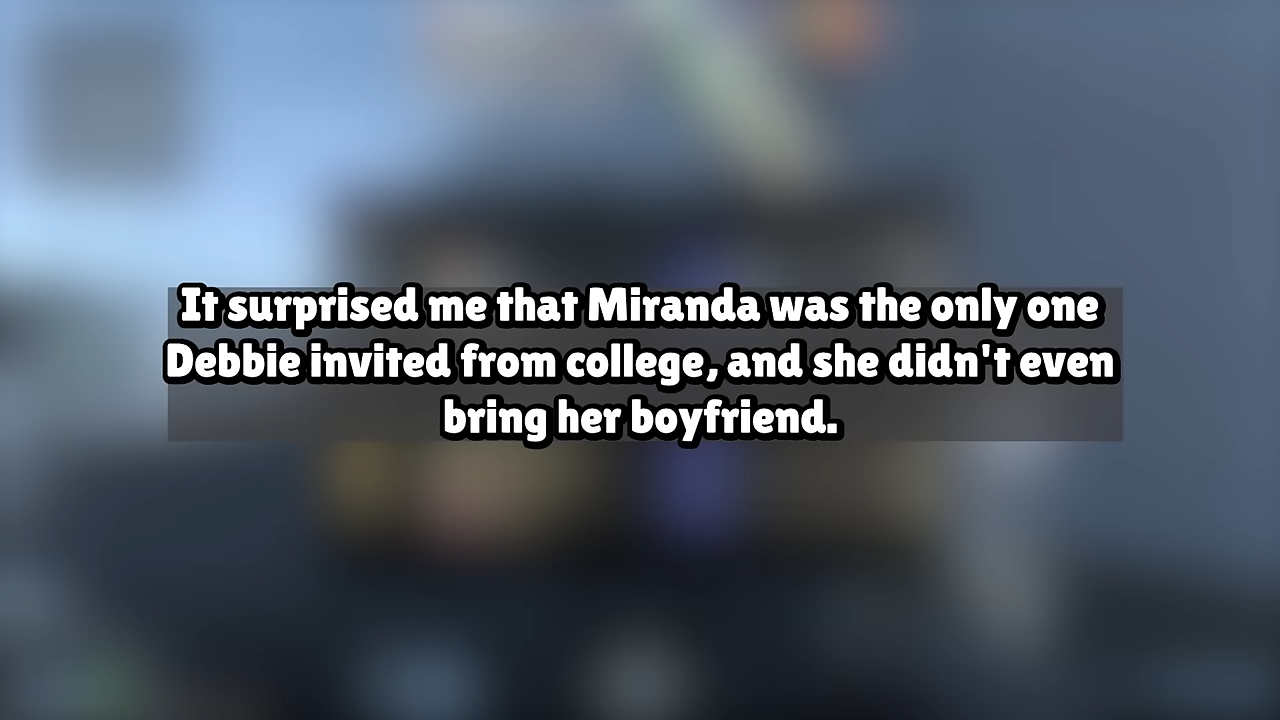 It surprised me that Miranda was the only one
Debbie invited from college, and she didn't even
bring her boyfriend.